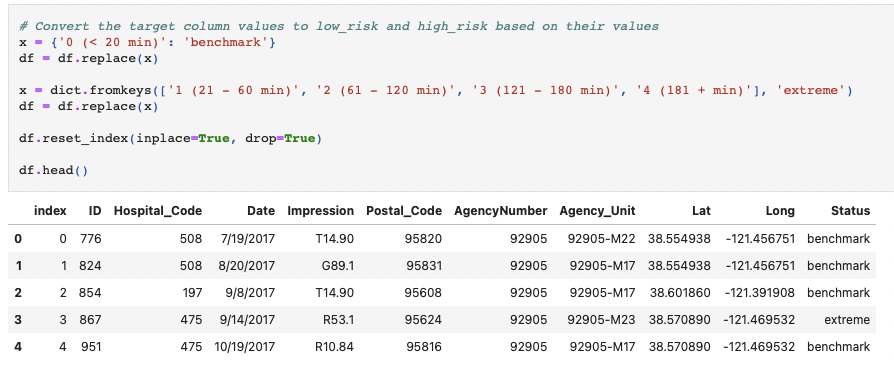 # Convert the target column values to low_risk and high_risk based on their values
x = {'0 (< 20 min)': 'benchmark'}
df = df.replace(x)
x = dict.fromkeys(['1 (21 - 60 min)', '2 (61 - 120 min)', '3 (121 - 180 min)', '4 (181 + min)'], 'extreme')
df = df.replace(x)
df.reset_index(inplace=True, drop=True)
df.head()
index ID Hospital_Code Date Impression Postal_Code AgencyNumber Agency_Unit Lat Long Status
0 0 776 508 7/19/2017 T14.90 95820 92905 92905-M22 38.554938 -121.456751 benchmark
1 1 824 508 8/20/2017 G89.1 95831 92905 92905-M17 38.554938 -121.456751 benchmark
2 2 854 197 9/8/2017 T14.90 95608 92905 92905-M17 38.601860 -121.391908 benchmark
3 3 867 475 9/14/2017 R53.1 95624 92905 92905-M23 38.570890 -121.469532 extreme
4 4 951 475 10/19/2017 R10.84 95816 92905 92905-M17 38.570890 -121.469532 benchmark